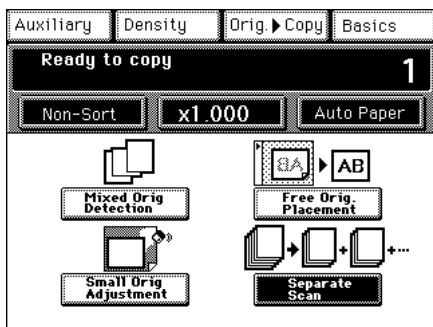 Auxiliary Density Orig.▶Copy Basics
Ready to copy 1
Non-Sort x1.000 Auto Paper
AB ▶ AB
Mixed Orig Detection
Free Orig. Placement
Small Orig Adjustment
Separate Scan